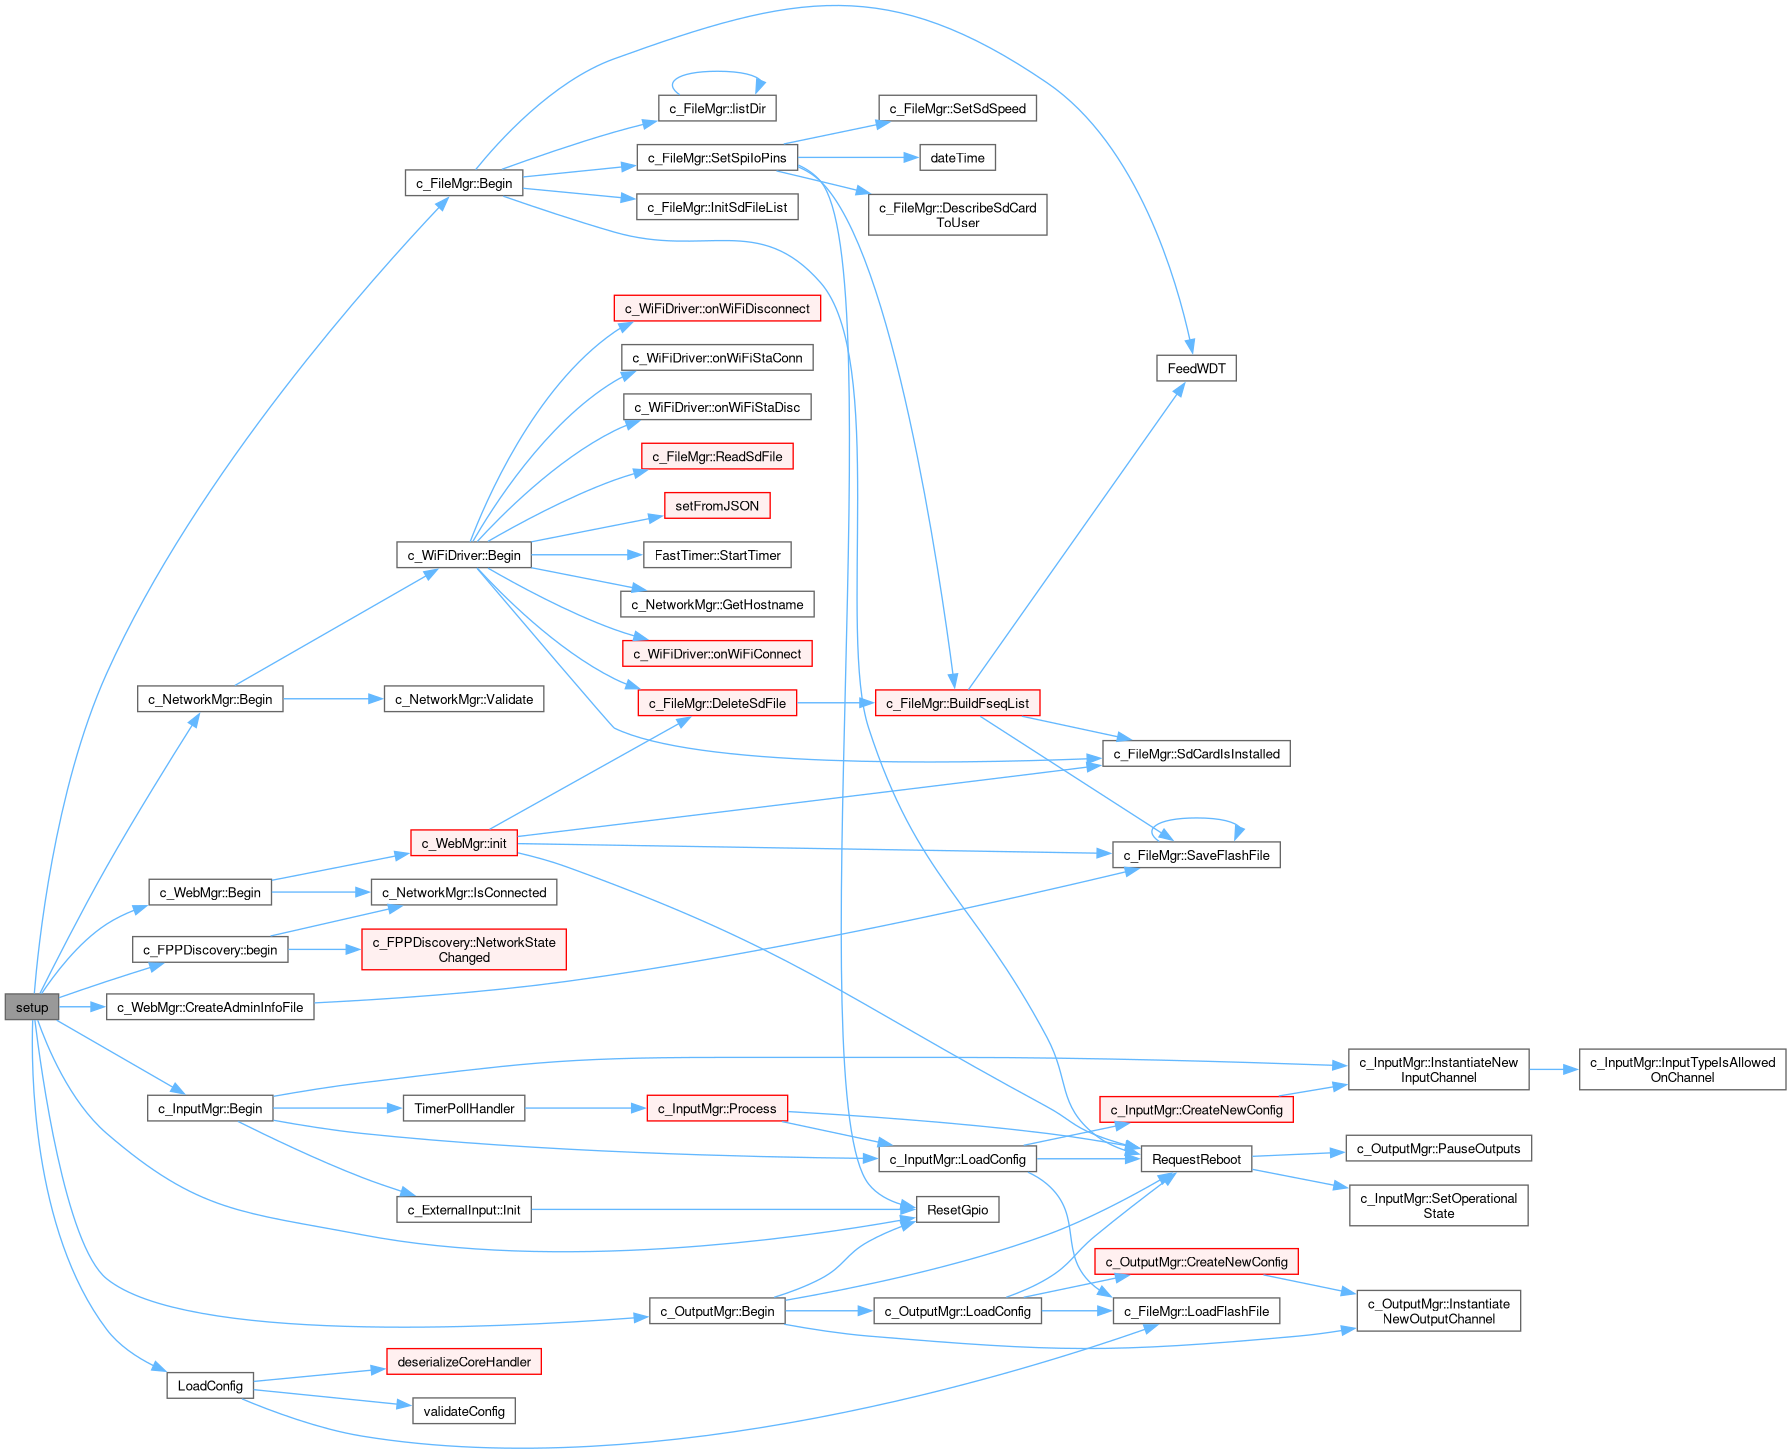 c_FileMgr::listDir
c_FileMgr::SetSdSpeed
c_FileMgr::SetSpiIoPins
dateTime
c_FileMgr::Begin
c_FileMgr::InitSdFileList
c_FileMgr::DescribeSdCard
ToUser
c_WiFiDriver::onWiFiDisconnect
c_WiFiDriver::onWiFiStaConn
FeedWDT
c_WiFiDriver::onWiFiStaDisc
c_FileMgr::ReadSdFile
setFromJSON
c_WiFiDriver::Begin
FastTimer::StartTimer
c_NetworkMgr::GetHostname
c_WiFiDriver::onWiFiConnect
c_NetworkMgr::Begin
c_NetworkMgr::Validate
c_FileMgr::DeleteSdFile
c_FileMgr::BuildFseqList
c_FileMgr::SdCardIsInstalled
c_WebMgr::init
c_FileMgr::SaveFlashFile
c_WebMgr::Begin
c_NetworkMgr::IsConnected
c_FPPDiscovery::begin
c_FPPDiscovery::NetworkState
Changed
setup
c_WebMgr::CreateAdminInfoFile
c_InputMgr::InstantiateNew
InputChannel
c_InputMgr::InputTypeIsAllowed
OnChannel
c_InputMgr::Begin
TimerPollHandler
c_InputMgr::Process
c_InputMgr::CreateNewConfig
c_InputMgr::LoadConfig
RequestReboot
c_OutputMgr::PauseOutputs
c_ExternalInput::Init
ResetGpio
c_InputMgr::SetOperational
State
c_OutputMgr::CreateNewConfig
c_OutputMgr::Begin
c_OutputMgr::LoadConfig
c_FileMgr::LoadFlashFile
c_OutputMgr::Instantiate
NewOutputChannel
LoadConfig
deserializeCoreHandler
validateConfig